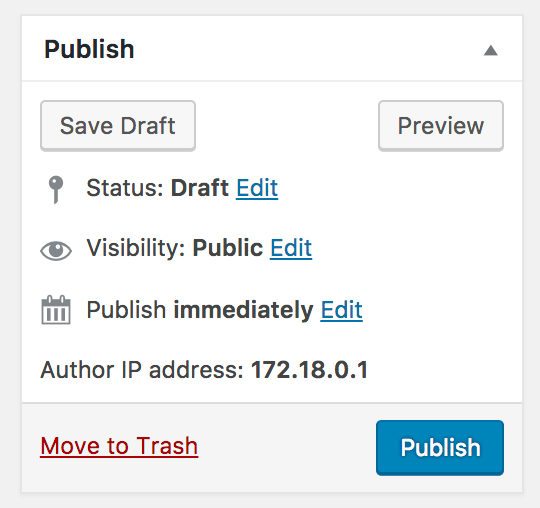 Publish
Save Draft Preview
Status: Draft Edit
Visibility: Public Edit
Publish immediately Edit
Author IP address: 172.18.0.1
Move to Trash Publish